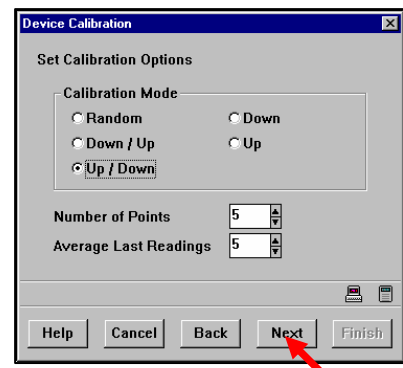 Device Calibration
Set Calibration Options
Calibration Mode
Random
Down
Down / Up
Up
Up / Down
Number of Points 5
Average Last Readings 5
Help Cancel Back Next Finish